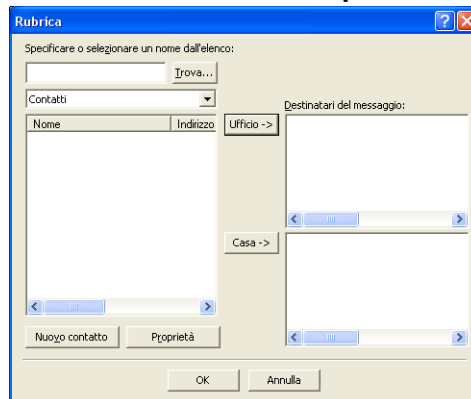 Rubrica
Specificare o selezionare un nome dall'elenco:
Trova...
Contatti
Destinatari del messaggio:
Nome Indirizzo
Ufficio ->
Casa ->
Nuovo contatto Proprietà
OK Annulla